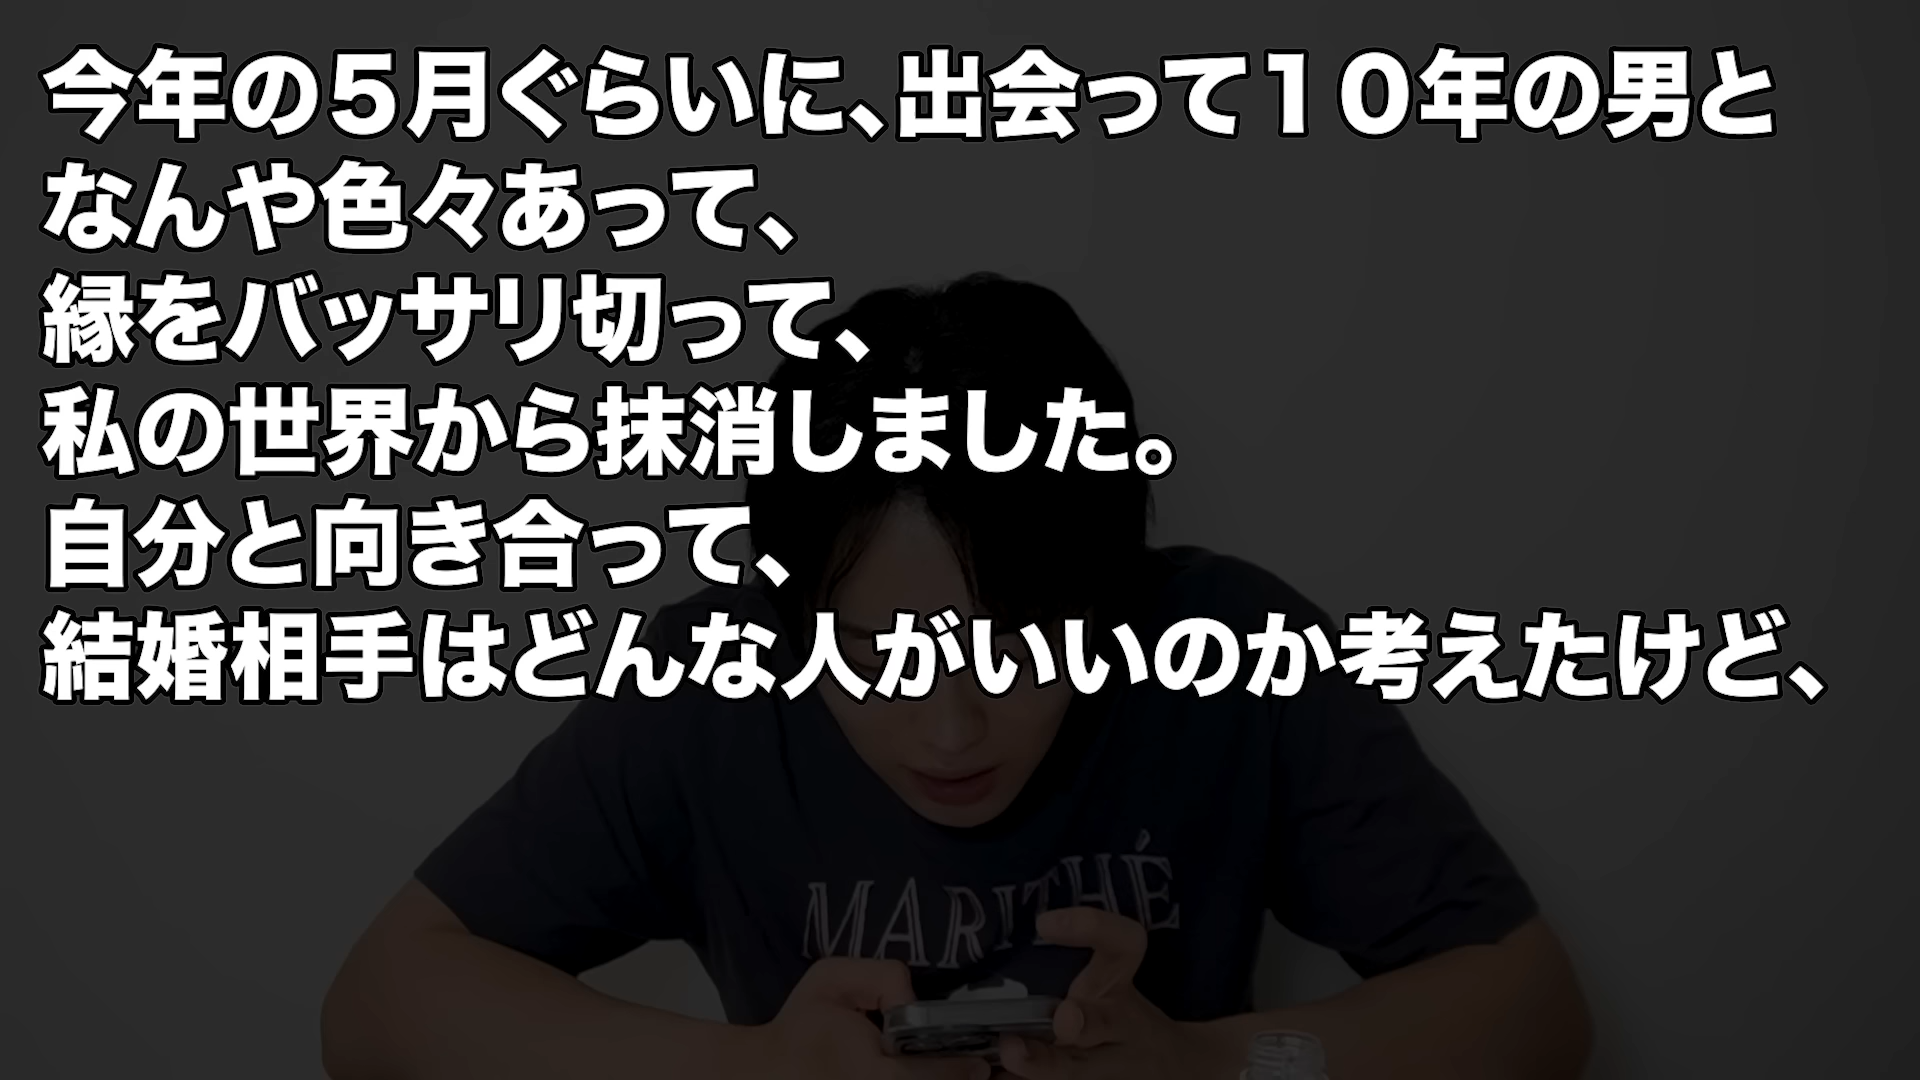 今年の5月ぐらいに、出会って10年の男と
なんや色々あって、
縁をバッサリ切って、
私の世界から抹消しました。
自分と向き合って、
結婚相手はどんな人がいいのか考えたけど、
MARITHÉ